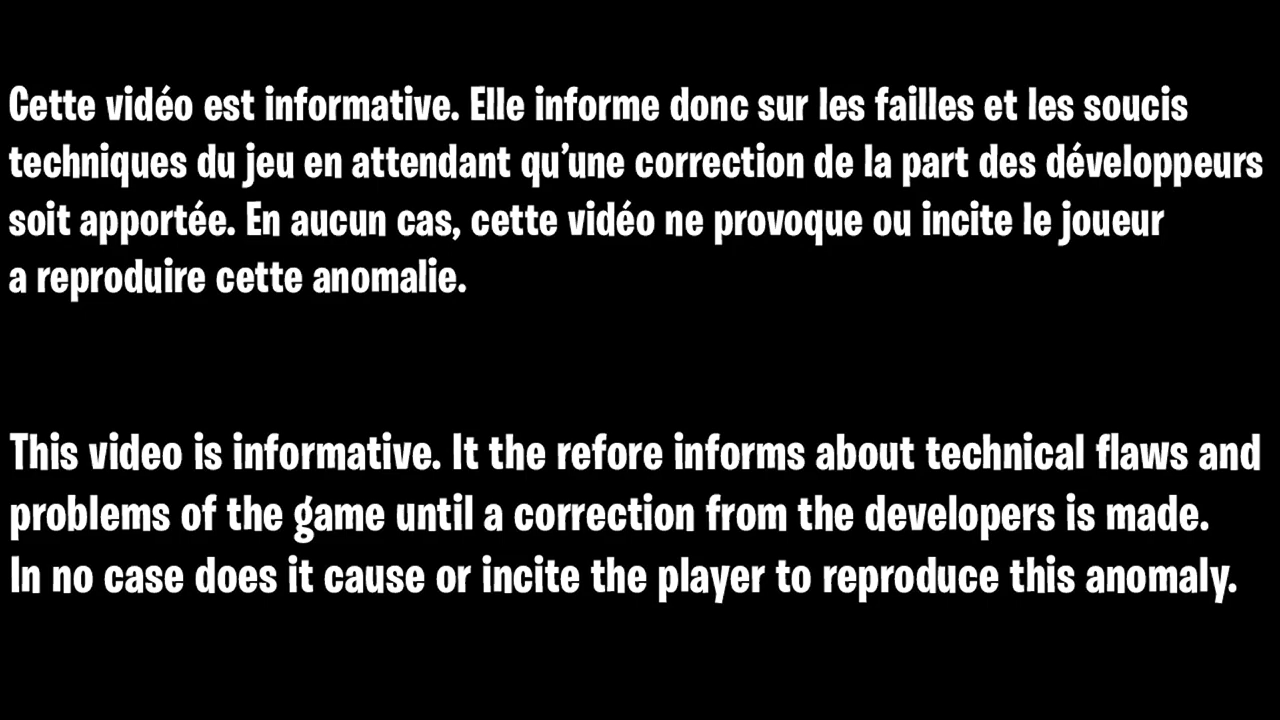 Cette vidéo est informative. Elle informe donc sur les failles et les soucis
techniques du jeu en attendant qu’une correction de la part des développeurs
soit apportée. En aucun cas, cette vidéo ne provoque ou incite le joueur
a reproduire cette anomalie.
This video is informative. It the refore informs about technical flaws and
problems of the game until a correction from the developers is made.
In no case does it cause or incite the player to reproduce this anomaly.